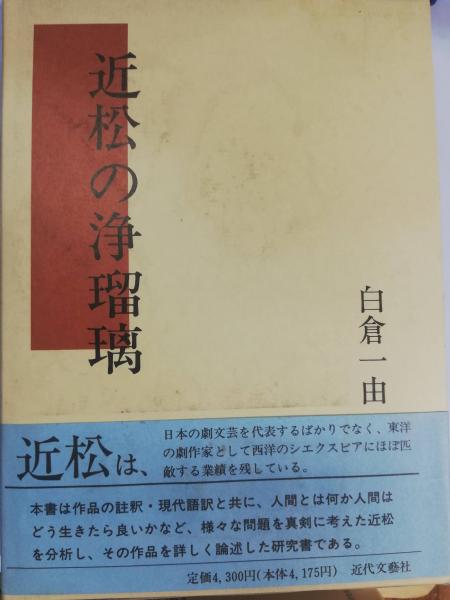 近松の浄瑠璃
白倉一由
近松は、
日本の劇文芸を代表するばかりでなく、東洋
の劇作家として西洋のシエクスピアにほぼ匹
敵する業績を残している。
本書は作品の註釈・現代語訳と共に、人間とは何か人間は
どう生きたら良いかなど、様々な問題を真剣に考えた近松
を分析し、その作品を詳しく論述した研究書である。
定価4,300円(本体4,175円) 近代文藝社